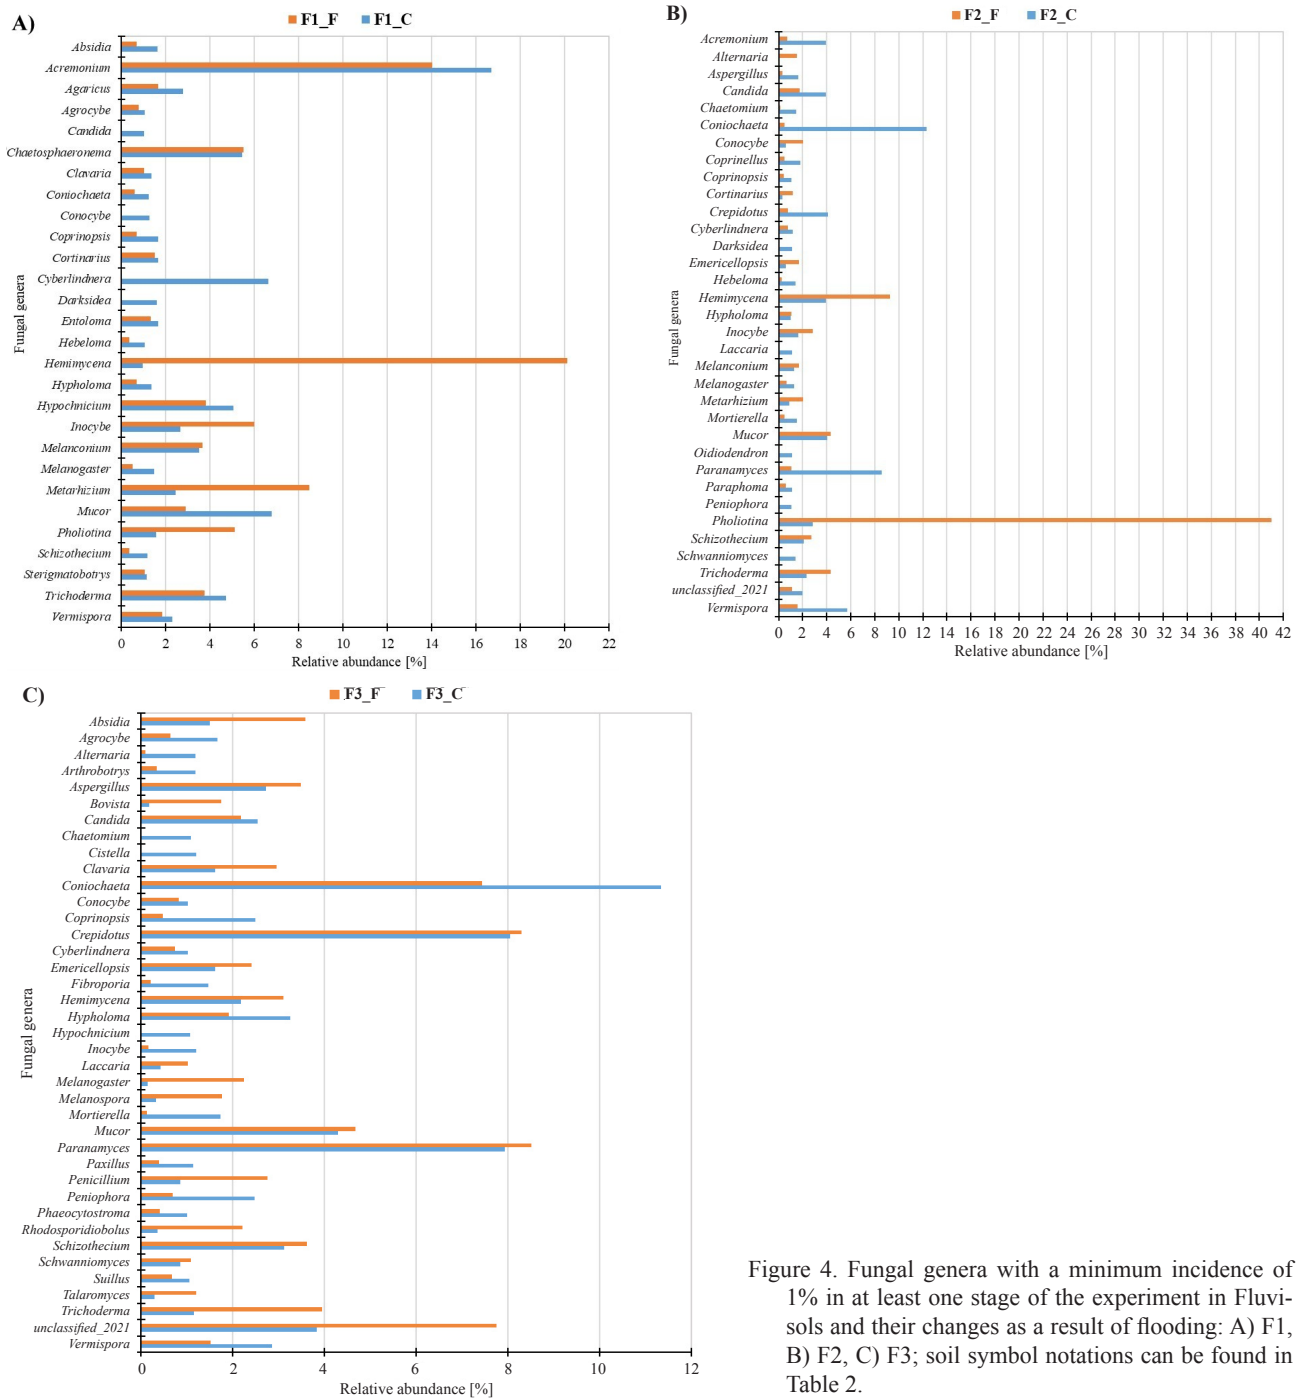 A)
F1_F F1_C
Absidia
Acremonium
Agaricus
Agrocybe
Candida
Chaetosphaeronema
Clavaria
Coniochaeta
Conocybe
Coprinopsis
Cortinarius
Cyberlindnera
Darksidea
Entoloma
Hebeloma
Hemimycena
Hypholoma
Hypochnicium
Inocybe
Melanconium
Melanogaster
Metarhizium
Mucor
Pholiotina
Schizothecium
Sterigmatobotrys
Trichoderma
Vermispora
Fungal genera
0 2 4 6 8 10 12 14 16 18 20 22
Relative abundance [%]
B)
F2_F F2_C
Acremonium
Alternaria
Aspergillus
Candida
Chaetomium
Coniochaeta
Conocybe
Coprinellus
Coprinopsis
Cortinarius
Crepidotus
Cyberlindnera
Darksidea
Emericellopsis
Hebeloma
Hemimycena
Hypholoma
Inocybe
Laccaria
Melanconium
Melanogaster
Metarhizium
Mortierella
Mucor
Oidiodendron
Paranamyces
Paraphoma
Peniophora
Pholiotina
Schizothecium
Schwanniomyces
Trichoderma
unclassified_2021
Vermispora
Fungal genera
0 2 4 6 8 10 12 14 16 18 20 22 24 26 28 30 32 34 36 38 40 42
Relative abundance [%]
C)
F3_F F3_C
Absidia
Agrocybe
Alternaria
Arthrobotrys
Aspergillus
Bovista
Candida
Chaetomium
Cistella
Clavaria
Coniochaeta
Conocybe
Coprinopsis
Crepidotus
Cyberlindnera
Emericellopsis
Fibroporia
Hemimycena
Hypholoma
Hypochnicium
Inocybe
Laccaria
Melanogaster
Melanospora
Mortierella
Mucor
Paranamyces
Paxillus
Penicillium
Peniophora
Phaeocytostroma
Rhodosporidiobolus
Schizothecium
Schwanniomyces
Suillus
Talaromyces
Trichoderma
unclassified_2021
Vermispora
Fungal genera
0 2 4 6 8 10 12
Relative abundance [%]
Figure 4. Fungal genera with a minimum incidence of
1% in at least one stage of the experiment in Fluvi-
sols and their changes as a result of flooding: A) F1,
B) F2, C) F3; soil symbol notations can be found in
Table 2.